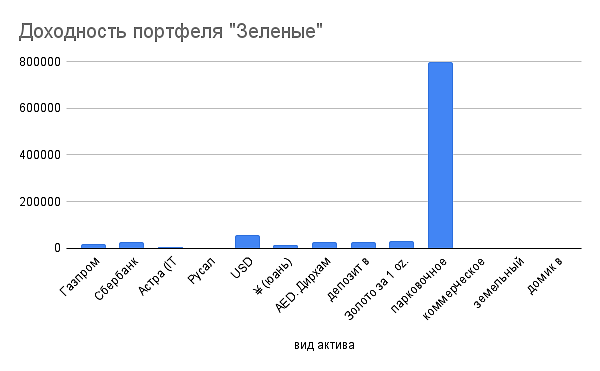 Доходность портфеля "Зеленые"
800000
600000
400000
200000
0
Газпром
Сбербанк
Астра (IT
Русал
USD
¥ (юань)
AED. Дирхам
депозит в
Золото за 1 oz.
парковочное
коммерческое
земельный
домик в
вид актива